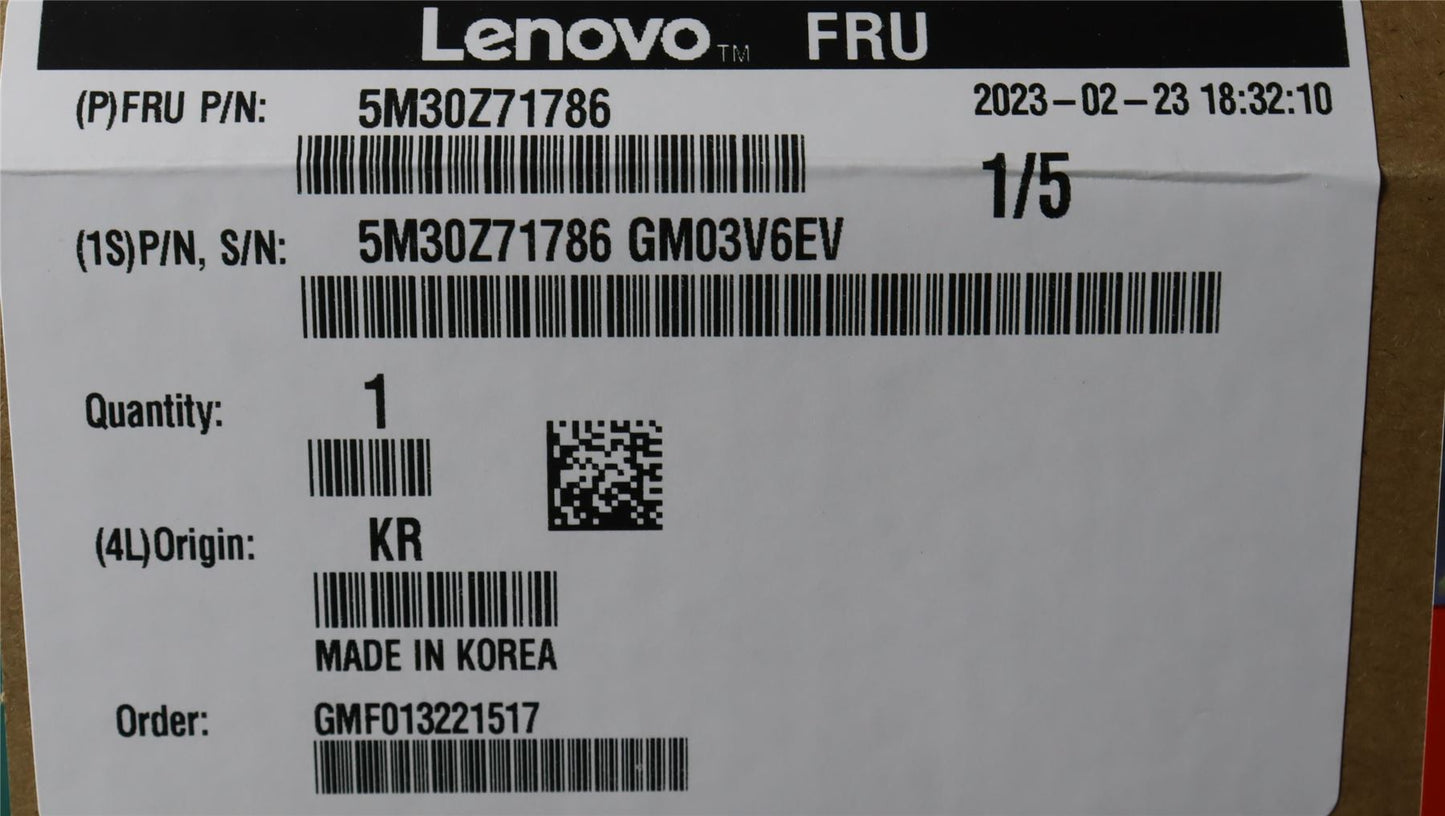 Lenovo™ FRU
(P)FRU P/N: 5M30Z71786 2023-02-23 18:32:10
1/5
(1S)P/N, S/N: 5M30Z71786 GM03V6EV
Quantity: 1
(4L)Origin: KR
MADE IN KOREA
Order: GMF013221517